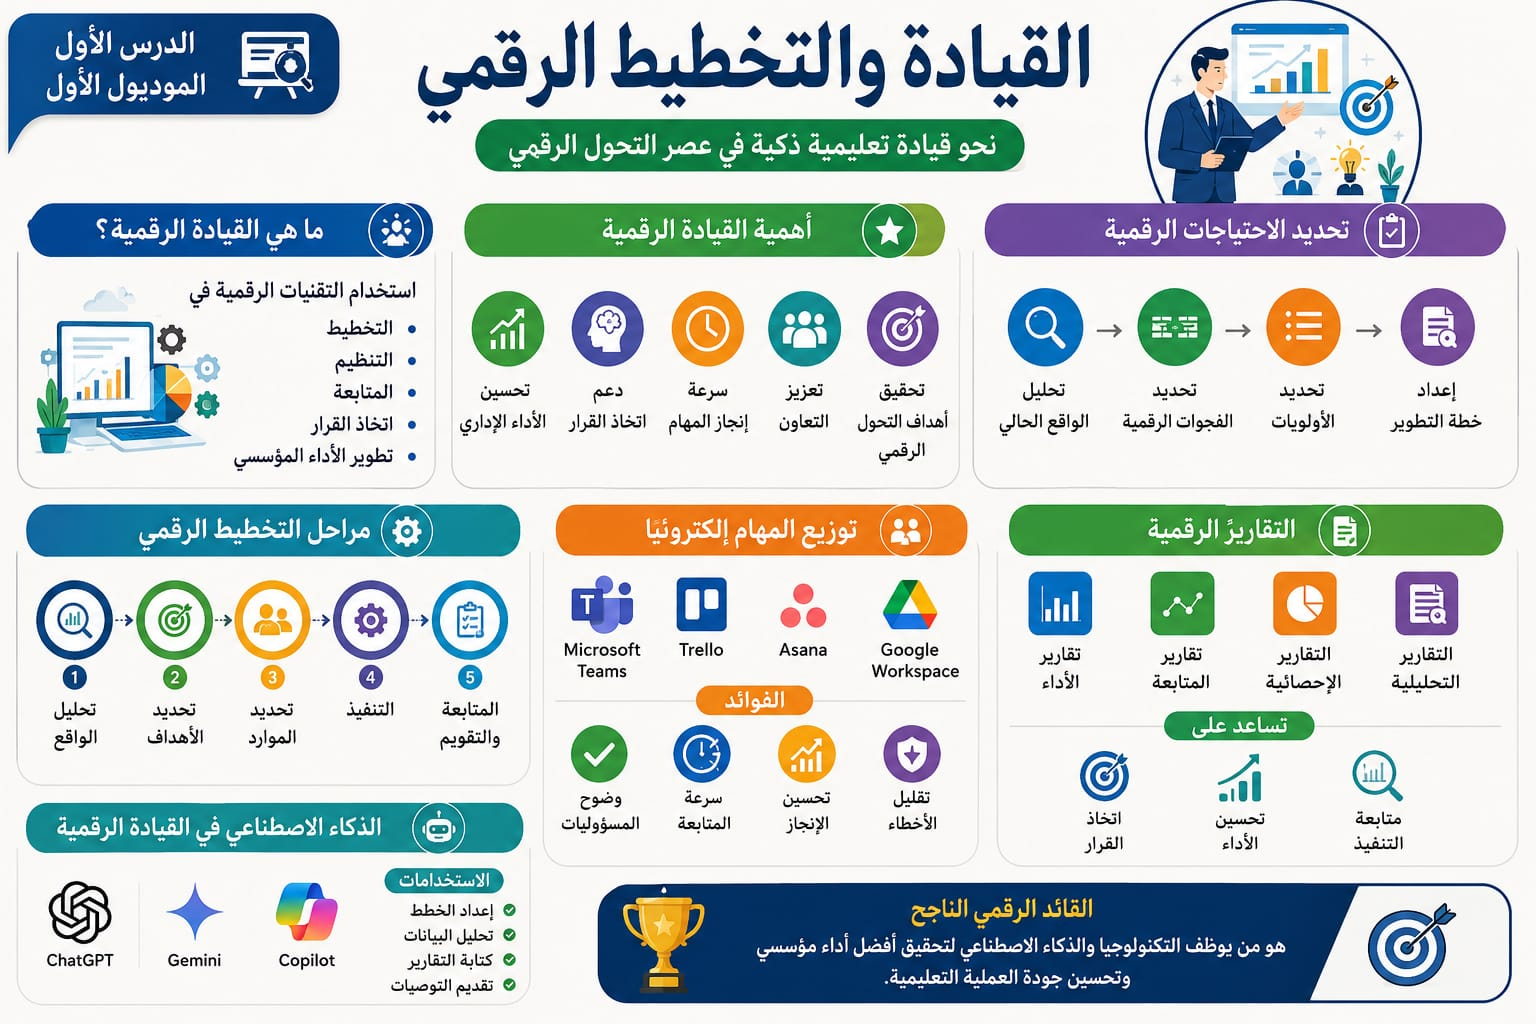 الدرس الأول
الموديول الأول
القيادة والتخطيط الرقمي
نحو قيادة تعليمية ذكية في عصر التحول الرقمي
ما هي القيادة الرقمية؟
استخدام التقنيات الرقمية في
• التخطيط
• التنظيم
• المتابعة
• اتخاذ القرار
• تطوير الأداء المؤسسي
أهمية القيادة الرقمية
تحسين
الأداء الإداري
دعم
اتخاذ القرار
سرعة
إنجاز المهام
تعزيز
التعاون
تحقيق
أهداف التحول
الرقمي
تحديد الاحتياجات الرقمية
تحليل
الواقع الحالي
تحديد
الفجوات الرقمية
تحديد
الأولويات
إعداد
خطة التطوير
مراحل التخطيط الرقمي
1
تحليل
الواقع
2
تحديد
الأهداف
3
تحديد
الموارد
4
التنفيذ
5
المتابعة
والتقويم
توزيع المهام إلكترونيًا
Microsoft
Teams
Trello
Asana
Google
Workspace
الفوائد
وضوح
المسؤوليات
سرعة
المتابعة
تحسين
الإنجاز
تقليل
الأخطاء
التقاريرً الرقمية
تقارير
الأداء
تقارير
المتابعة
التقارير
الإحصائية
التقارير
التحليلية
تساعد على
اتخاذ
القرار
تحسين
الأداء
متابعة
التنفيذ
الذكاء الاصطناعي في القيادة الرقمية
ChatGPT
Gemini
Copilot
الاستخدامات
إعداد الخطط
تحليل البيانات
كتابة التقارير
تقديم التوصيات
القائد الرقمي الناجح
هو من يوظف التكنولوجيا والذكاء الاصطناعي لتحقيق أفضل أداء مؤسسي
وتحسين جودة العملية التعليمية.